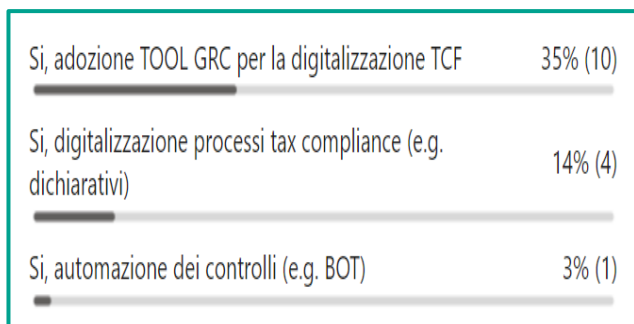 Si, adozione TOOL GRC per la digitalizzazione TCF 35% (10)
Si, digitalizzazione processi tax compliance (e.g.
dichiarativi) 14% (4)
Si, automazione dei controlli (e.g. BOT) 3% (1)